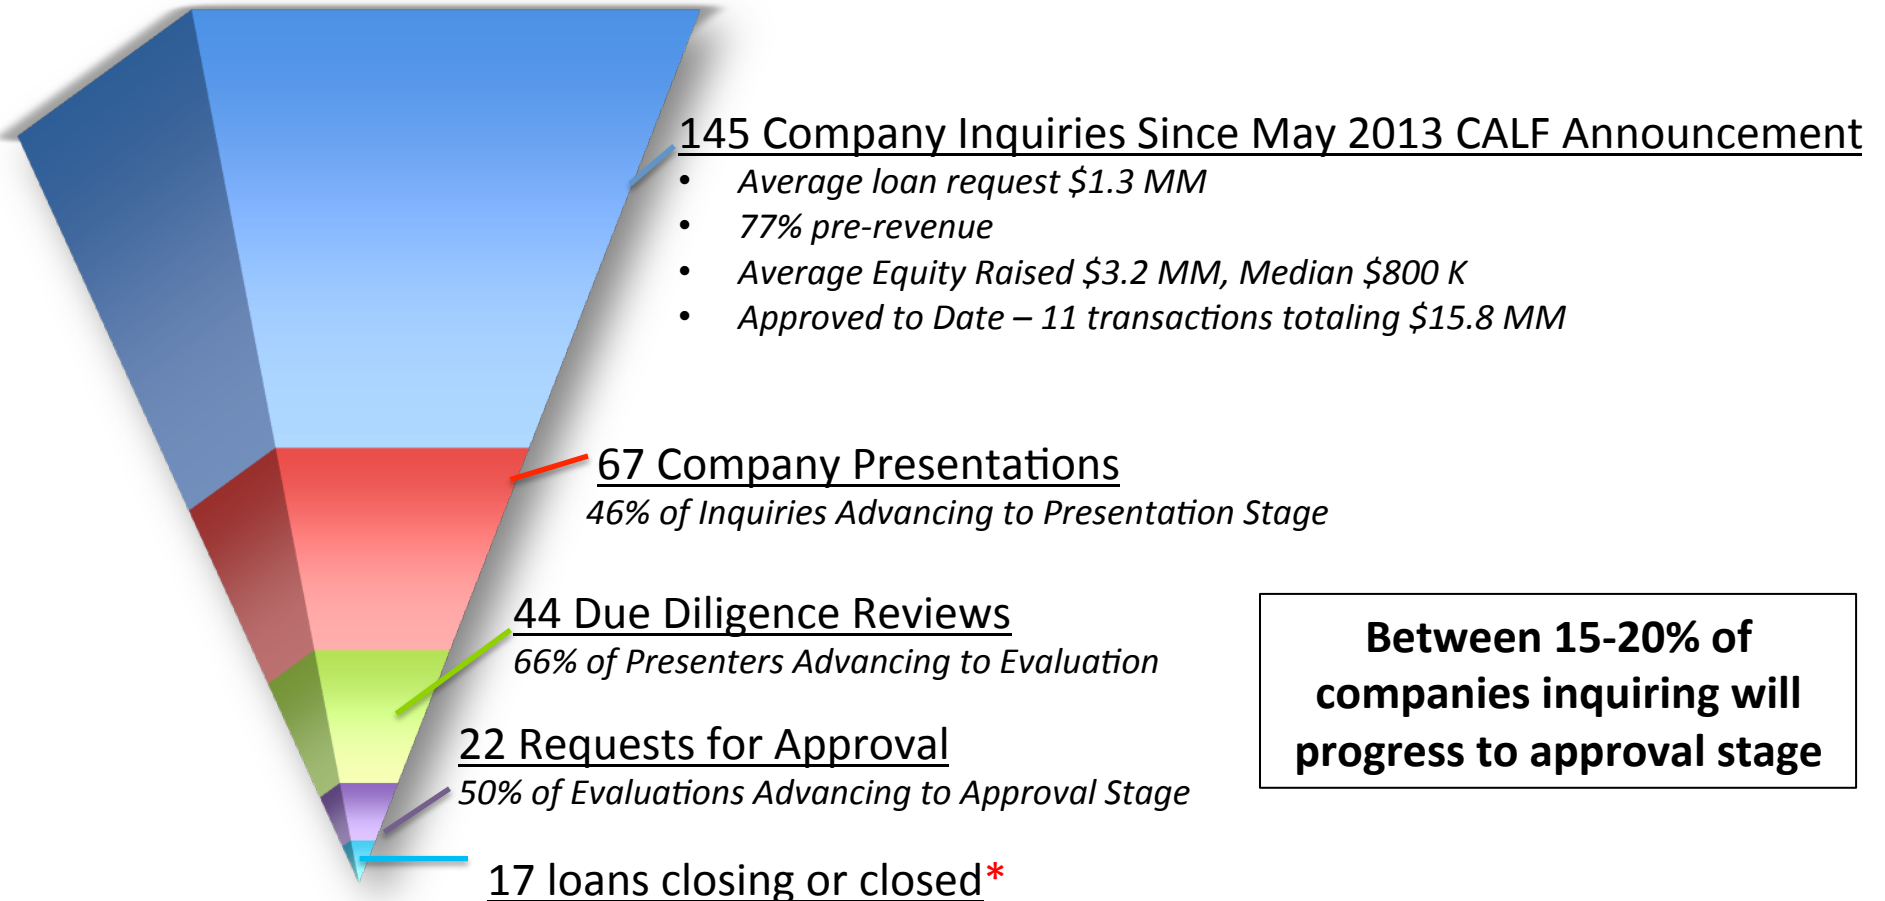 145 Company Inquiries Since May 2013 CALF Announcement
• Average loan request $1.3 MM
• 77% pre-revenue
• Average Equity Raised $3.2 MM, Median $800 K
• Approved to Date – 11 transactions totaling $15.8 MM
67 Company Presentations
46% of Inquiries Advancing to Presentation Stage
44 Due Diligence Reviews
66% of Presenters Advancing to Evaluation
Between 15-20% of
companies inquiring will
progress to approval stage
22 Requests for Approval
50% of Evaluations Advancing to Approval Stage
17 loans closing or closed*